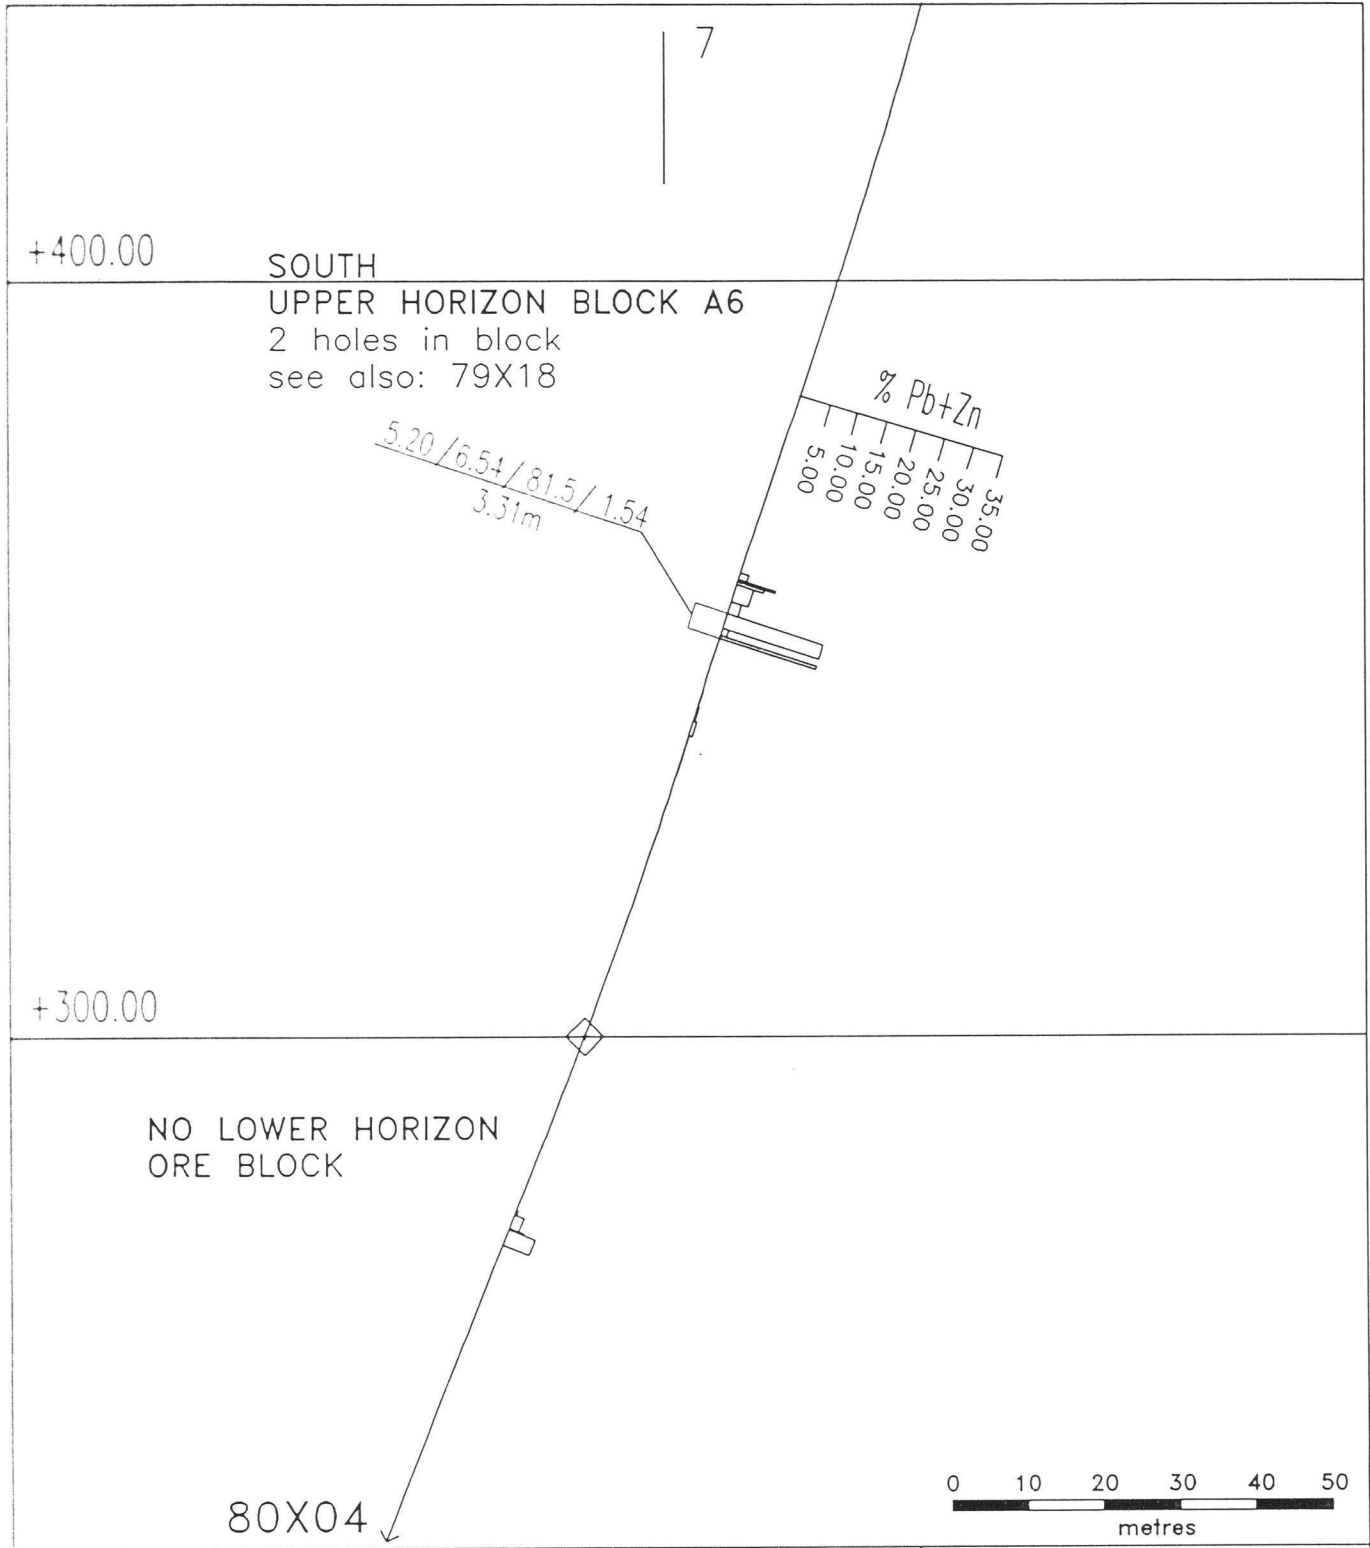 7
+400.00
SOUTH
UPPER HORIZON BLOCK A6
2 holes in block
see also: 79X18
% Pb+Zn
5.00
10.00
15.00
20.00
25.00
30.00
35.00
5.20/6.54/81.5/1.54
3.31m
+300.00
NO LOWER HORIZON
ORE BLOCK
80X04
0 10 20 30 40 50
metres